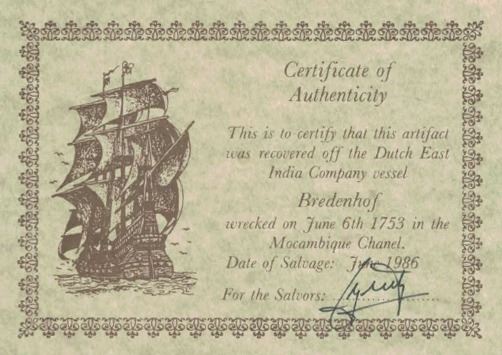 Certificate of
Authenticity
This is to certify that this artifact
was recovered off the Dutch East
India Company vessel
Bredenhof
wrecked on June 6th 1753 in the
Mocambique Chanel.
Date of Salvage: June 1986
For the Salvors: